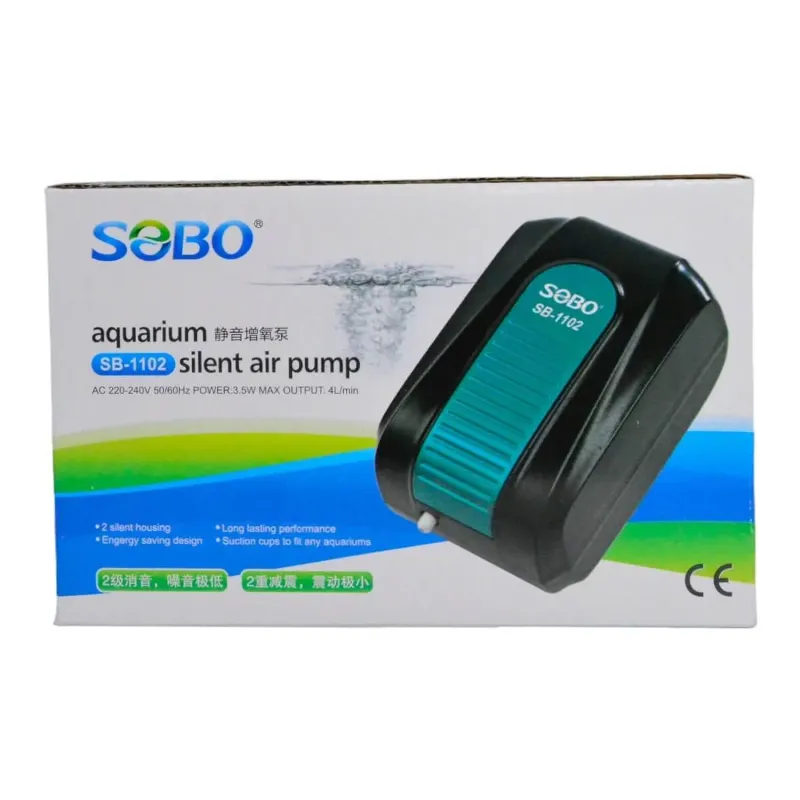 SOBO®
aquarium 静音增氧泵
SB-1102 silent air pump
AC 220-240V 50/60Hz POWER:3.5W MAX OUTPUT: 4L/min
• 2 silent housing
• Engergy saving design
• Long lasting performance
• Suction cups to fit any aquariums
2级消音，噪音极低
2重减震，震动极小
SOBO®
SB-1102
CE